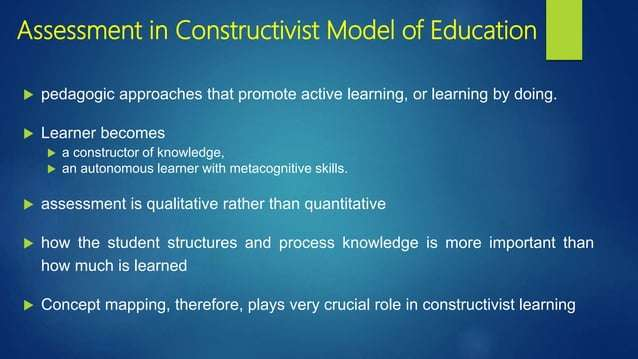 Assessment in Constructivist Model of Education
pedagogic approaches that promote active learning, or learning by doing.
Learner becomes
a constructor of knowledge,
an autonomous learner with metacognitive skills.
assessment is qualitative rather than quantitative
how the student structures and process knowledge is more important than
how much is learned
Concept mapping, therefore, plays very crucial role in constructivist learning